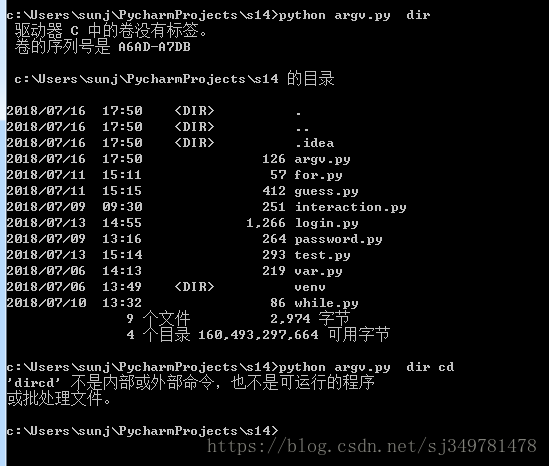 c:\Users\sunj\PycharmProjects\s14>python argv.py  dir
 驱动器 C 中的卷没有标签。
 卷的序列号是 A6AD-A7DB

 c:\Users\sunj\PycharmProjects\s14 的目录

2018/07/16  17:50    <DIR>          .
2018/07/16  17:50    <DIR>          ..
2018/07/16  17:50    <DIR>          .idea
2018/07/16  17:50               126 argv.py
2018/07/11  15:11                57 for.py
2018/07/11  15:15               412 guess.py
2018/07/09  09:30               251 interaction.py
2018/07/13  14:55             1,266 login.py
2018/07/09  13:16               264 password.py
2018/07/13  15:14               293 test.py
2018/07/06  14:13               219 var.py
2018/07/06  13:49    <DIR>          venv
2018/07/10  13:32                86 while.py
               9 个文件          2,974 字节
               4 个目录 160,493,297,664 可用字节

c:\Users\sunj\PycharmProjects\s14>python argv.py  dir cd
'dircd' 不是内部或外部命令，也不是可运行的程序
或批处理文件。

c:\Users\sunj\PycharmProjects\s14>
https://blog.csdn.net/sj349781478